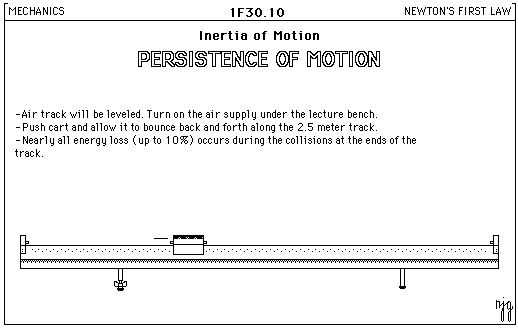 MECHANICS 1F30.10 NEWTON'S FIRST LAW
Inertia of Motion
PERSISTENCE OF MOTION
-Air track will be leveled. Turn on the air supply under the lecture bench.
-Push cart and allow it to bounce back and forth along the 2.5 meter track.
-Nearly all energy loss (up to 10%) occurs during the collisions at the ends of the
track.
njg